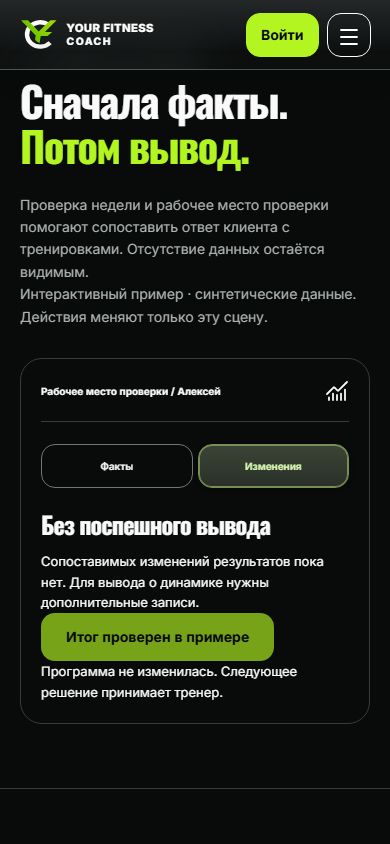 YOUR FITNESS
COACH
Войти
Сначала факты.
Потом вывод.
Проверка недели и рабочее место проверки
помогают сопоставить ответ клиента с
тренировками. Отсутствие данных остаётся
видимым.
Интерактивный пример · синтетические данные.
Действия меняют только эту сцену.
Рабочее место проверки / Алексей
Факты
Изменения
Без поспешного вывода
Сопоставимых изменений результатов пока
нет. Для вывода о динамике нужны
дополнительные записи.
Итог проверен в примере
Программа не изменилась. Следующее
решение принимает тренер.